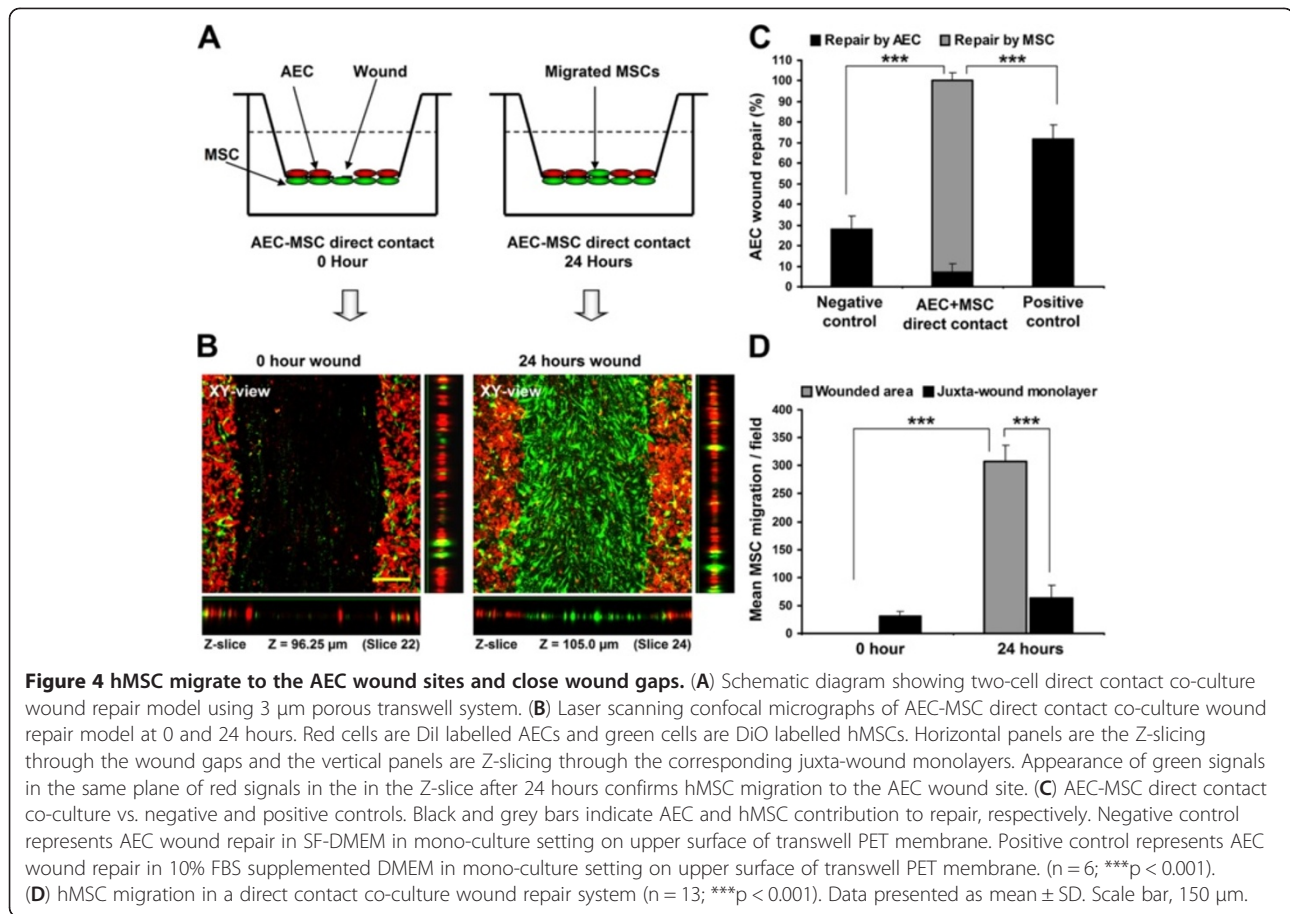 A
AEC
Wound
MSC
AEC-MSC direct contact
0 Hour
Migrated MSCs
AEC-MSC direct contact
24 Hours
B
0 hour wound
XY-view
Z-slice Z = 96.25 µm (Slice 22)
24 hours wound
XY-view
Z-slice Z = 105.0 µm (Slice 24)
C
Repair by AEC Repair by MSC
*** ***
AEC wound repair (%)
110
100
90
80
70
60
50
40
30
20
10
0
Negative control
AEC+MSC direct contact
Positive control
D
Wounded area Juxta-wound monolayer
*** ***
Mean MSC migration / field
400
350
300
250
200
150
100
50
0
0 hour 24 hours
Figure 4 hMSC migrate to the AEC wound sites and close wound gaps. (A) Schematic diagram showing two-cell direct contact co-culture
wound repair model using 3 µm porous transwell system. (B) Laser scanning confocal micrographs of AEC-MSC direct contact co-culture wound
repair model at 0 and 24 hours. Red cells are DiI labelled AECs and green cells are DiO labelled hMSCs. Horizontal panels are the Z-slicing
through the wound gaps and the vertical panels are Z-slicing through the corresponding juxta-wound monolayers. Appearance of green signals
in the same plane of red signals in the in the Z-slice after 24 hours confirms hMSC migration to the AEC wound site. (C) AEC-MSC direct contact
co-culture vs. negative and positive controls. Black and grey bars indicate AEC and hMSC contribution to repair, respectively. Negative control
represents AEC wound repair in SF-DMEM in mono-culture setting on upper surface of transwell PET membrane. Positive control represents AEC
wound repair in 10% FBS supplemented DMEM in mono-culture setting on upper surface of transwell PET membrane. (n = 6; ***p < 0.001).
(D) hMSC migration in a direct contact co-culture wound repair system (n = 13; ***p < 0.001). Data presented as mean ± SD. Scale bar, 150 µm.